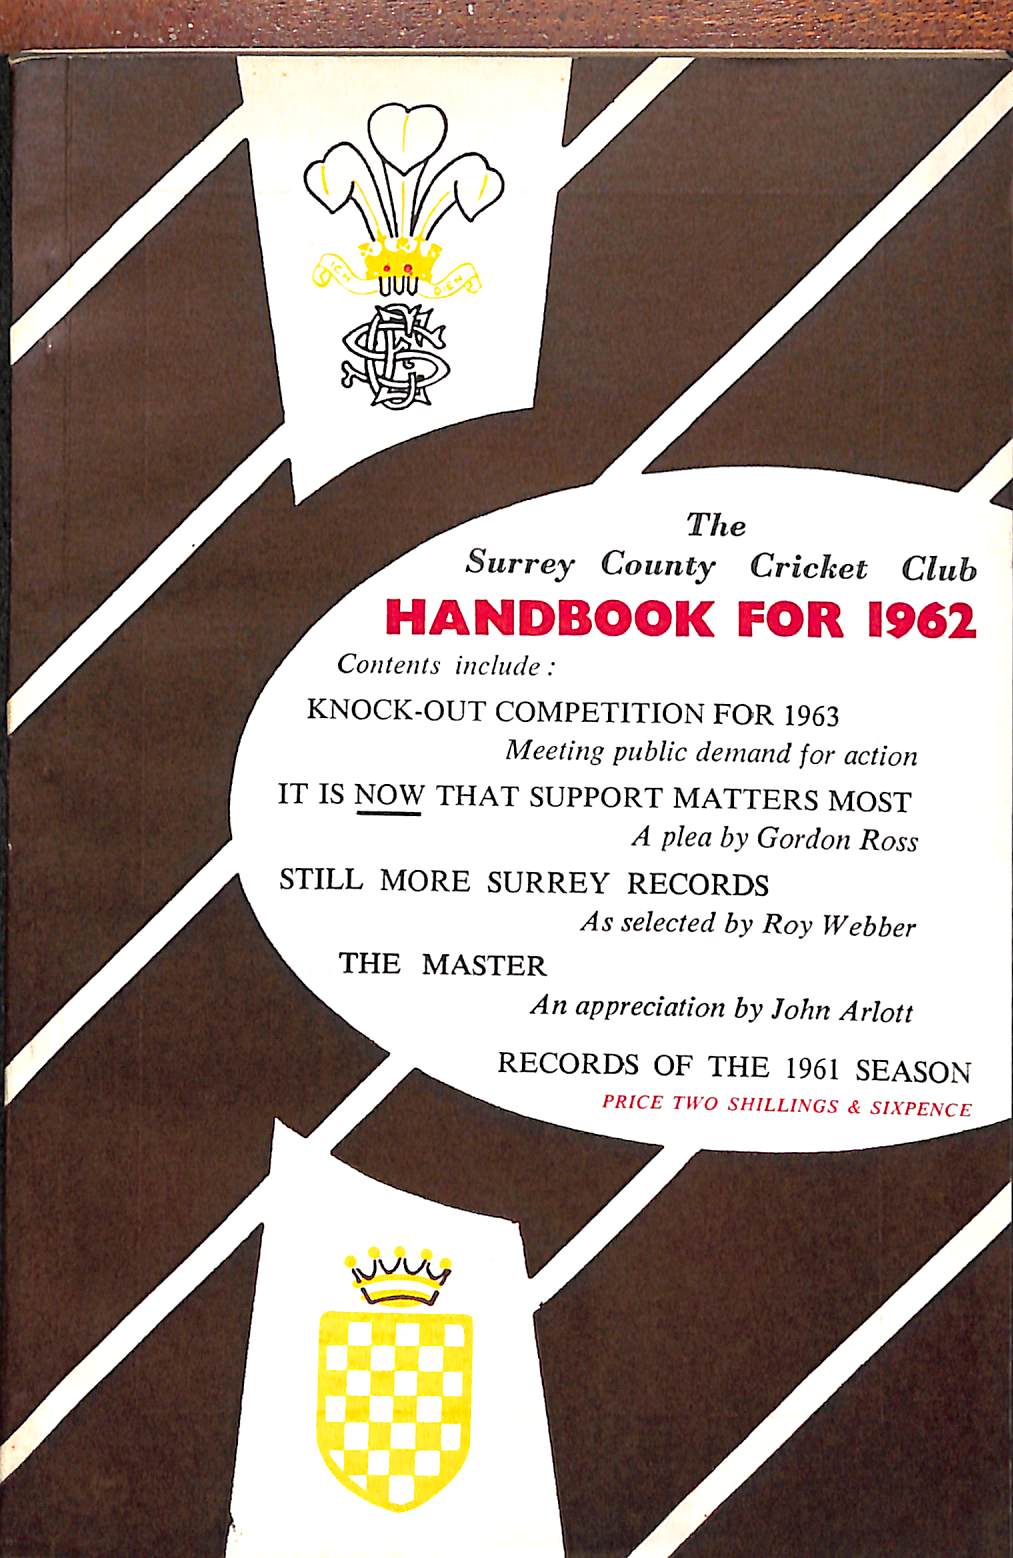 ICH DIEN
The
Surrey County Cricket Club
HANDBOOK FOR 1962
Contents include :
KNOCK-OUT COMPETITION FOR 1963
Meeting public demand for action
IT IS NOW THAT SUPPORT MATTERS MOST
A plea by Gordon Ross
STILL MORE SURREY RECORDS
As selected by Roy Webber
THE MASTER
An appreciation by John Arlott
RECORDS OF THE 1961 SEASON
PRICE TWO SHILLINGS & SIXPENCE